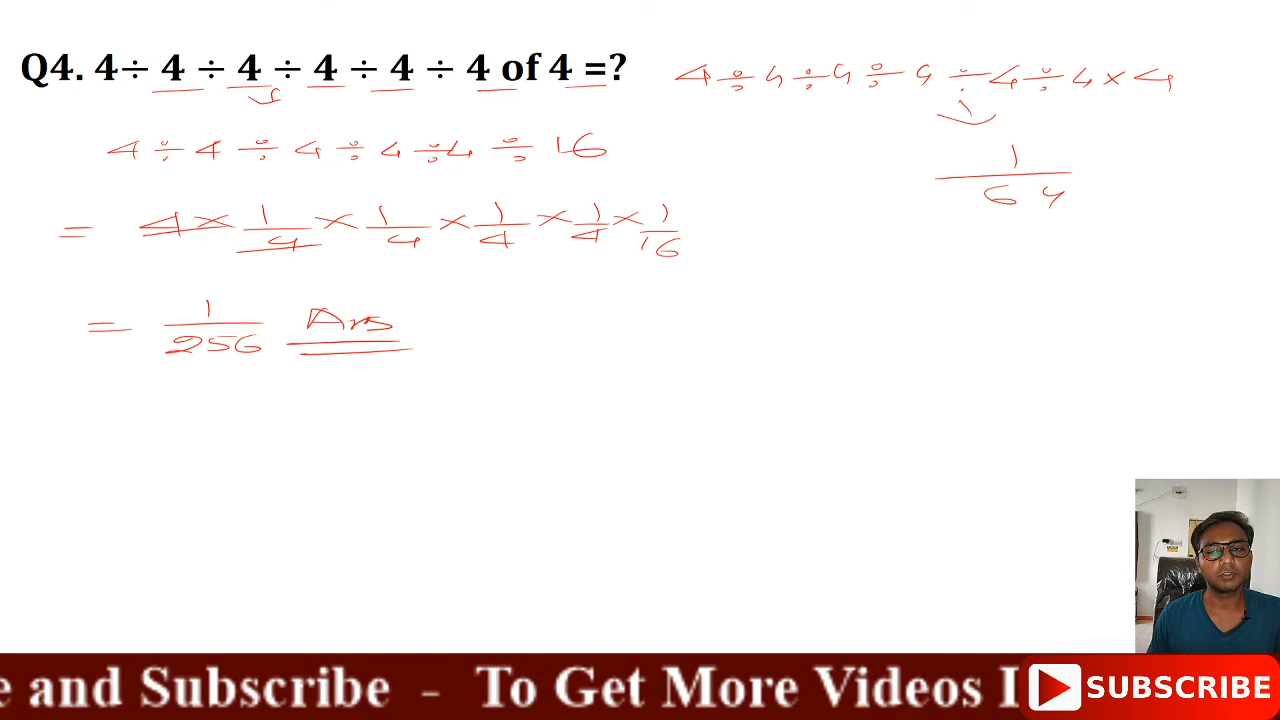 Q4. 4÷ 4 ÷ 4 ÷ 4 ÷ 4 ÷ 4 of 4 =?
4 ÷ 4 ÷ 4 ÷ 4 ÷ 4 ÷ 4 × 4
1
1
64
4 ÷ 4 ÷ 4 ÷ 4 ÷ 4 ÷ 16
= 4 × 1/4 × 1/4 × 1/4 × 1/4 × 1/16
= 1/256 Ans
e and Subscribe - To Get More Videos I
SUBSCRIBE